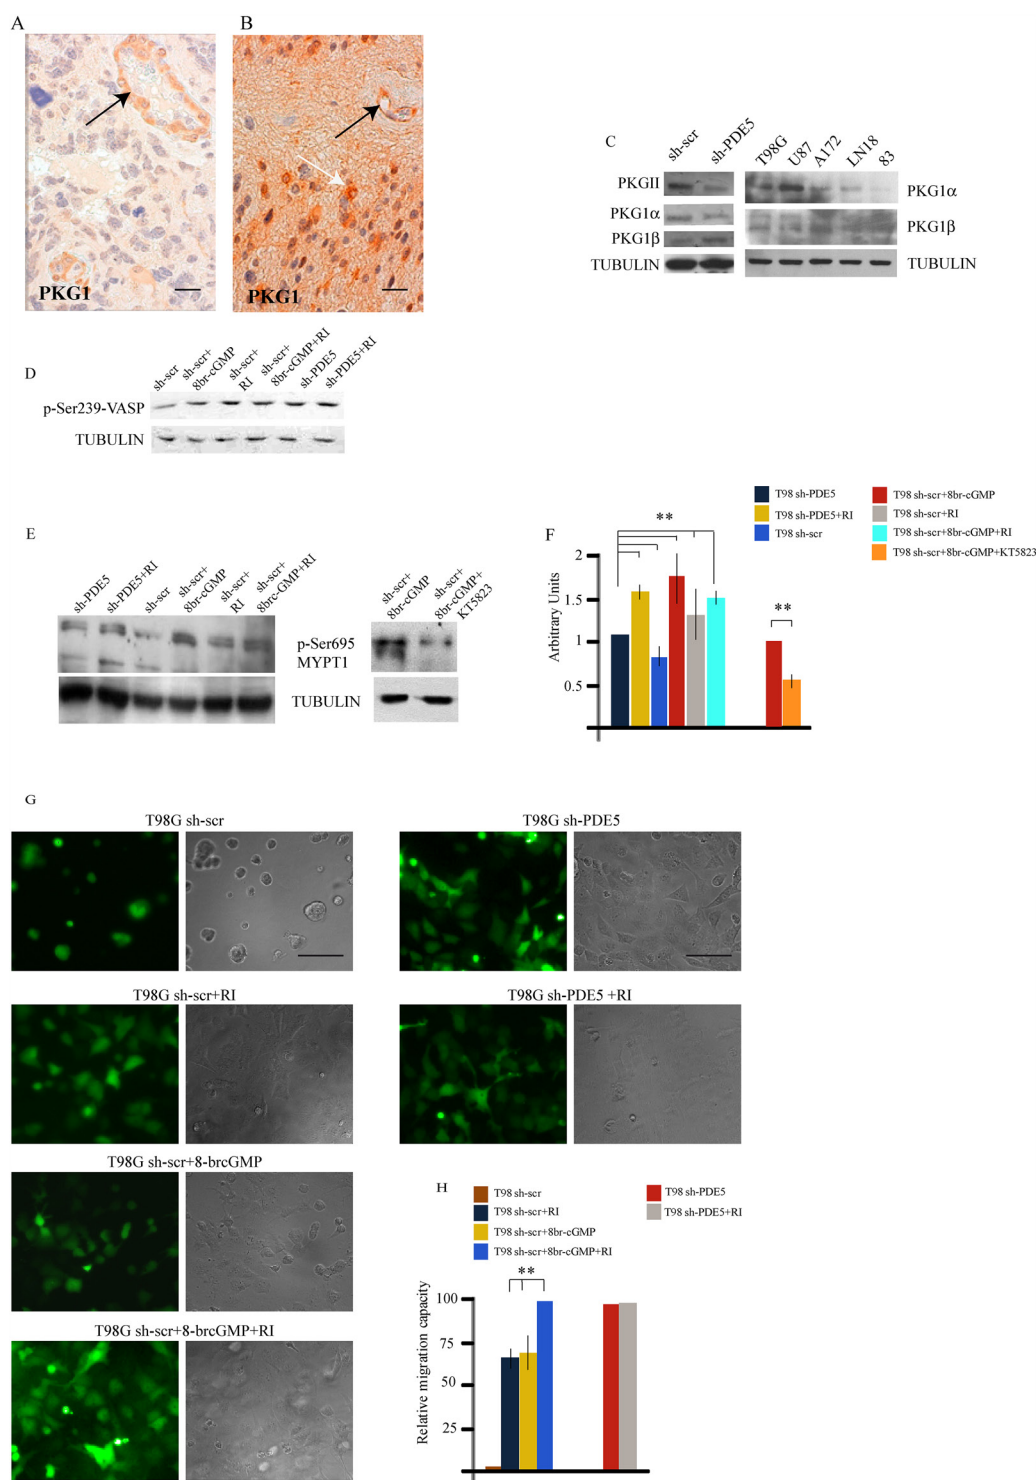 A
B
PKG1
PKG1
C
sh-scr
sh-PDE5
T98G
U87
A172
LN18
83
PKGII
PKG1α
PKG1α
PKG1β
PKG1β
TUBULIN
TUBULIN
D
sh-scr
sh-scr+
8br-cGMP
sh-scr+
RI
sh-scr+
8br-cGMP+RI
sh-PDE5
sh-PDE5+RI
p-Ser239-VASP
TUBULIN
E
sh-PDE5
sh-PDE5+RI
sh-scr
sh-scr+
8br-cGMP
sh-scr+
RI
sh-scr+
8brc-GMP+RI
sh-scr+
8br-cGMP
sh-scr+
8br-cGMP+
KT5823
p-Ser695
MYPT1
TUBULIN
F
T98 sh-PDE5
T98 sh-PDE5+RI
T98 sh-scr
T98 sh-scr+8br-cGMP
T98 sh-scr+RI
T98 sh-scr+8br-cGMP+RI
T98 sh-scr+8br-cGMP+KT5823
**
**
Arbitrary Units
2
1.5
1
0.5
G
T98G sh-scr
T98G sh-PDE5
T98G sh-scr+RI
T98G sh-PDE5 +RI
T98G sh-scr+8-brcGMP
T98G sh-scr+8-brcGMP+RI
H
T98 sh-scr
T98 sh-scr+RI
T98 sh-scr+8br-cGMP
T98 sh-scr+8br-cGMP+RI
T98 sh-PDE5
T98 sh-PDE5+RI
**
Relative migration capacity
100
75
50
25